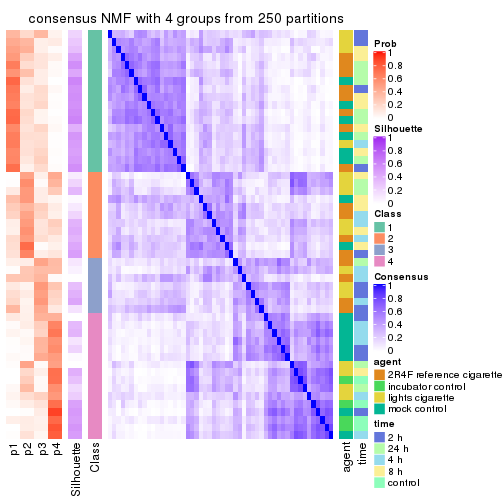 consensus NMF with 4 groups from 250 partitions
Prob
1
0.8
0.6
0.4
0.2
0
Silhouette
1
0.8
0.6
0.4
0.2
0
Class
1
2
3
4
Consensus
1
0.8
0.6
0.4
0.2
0
agent
2R4F reference cigarette
incubator control
lights cigarette
mock control
time
2 h
24 h
4 h
8 h
control
p1
p2
p3
p4
Silhouette
Class
agent
time